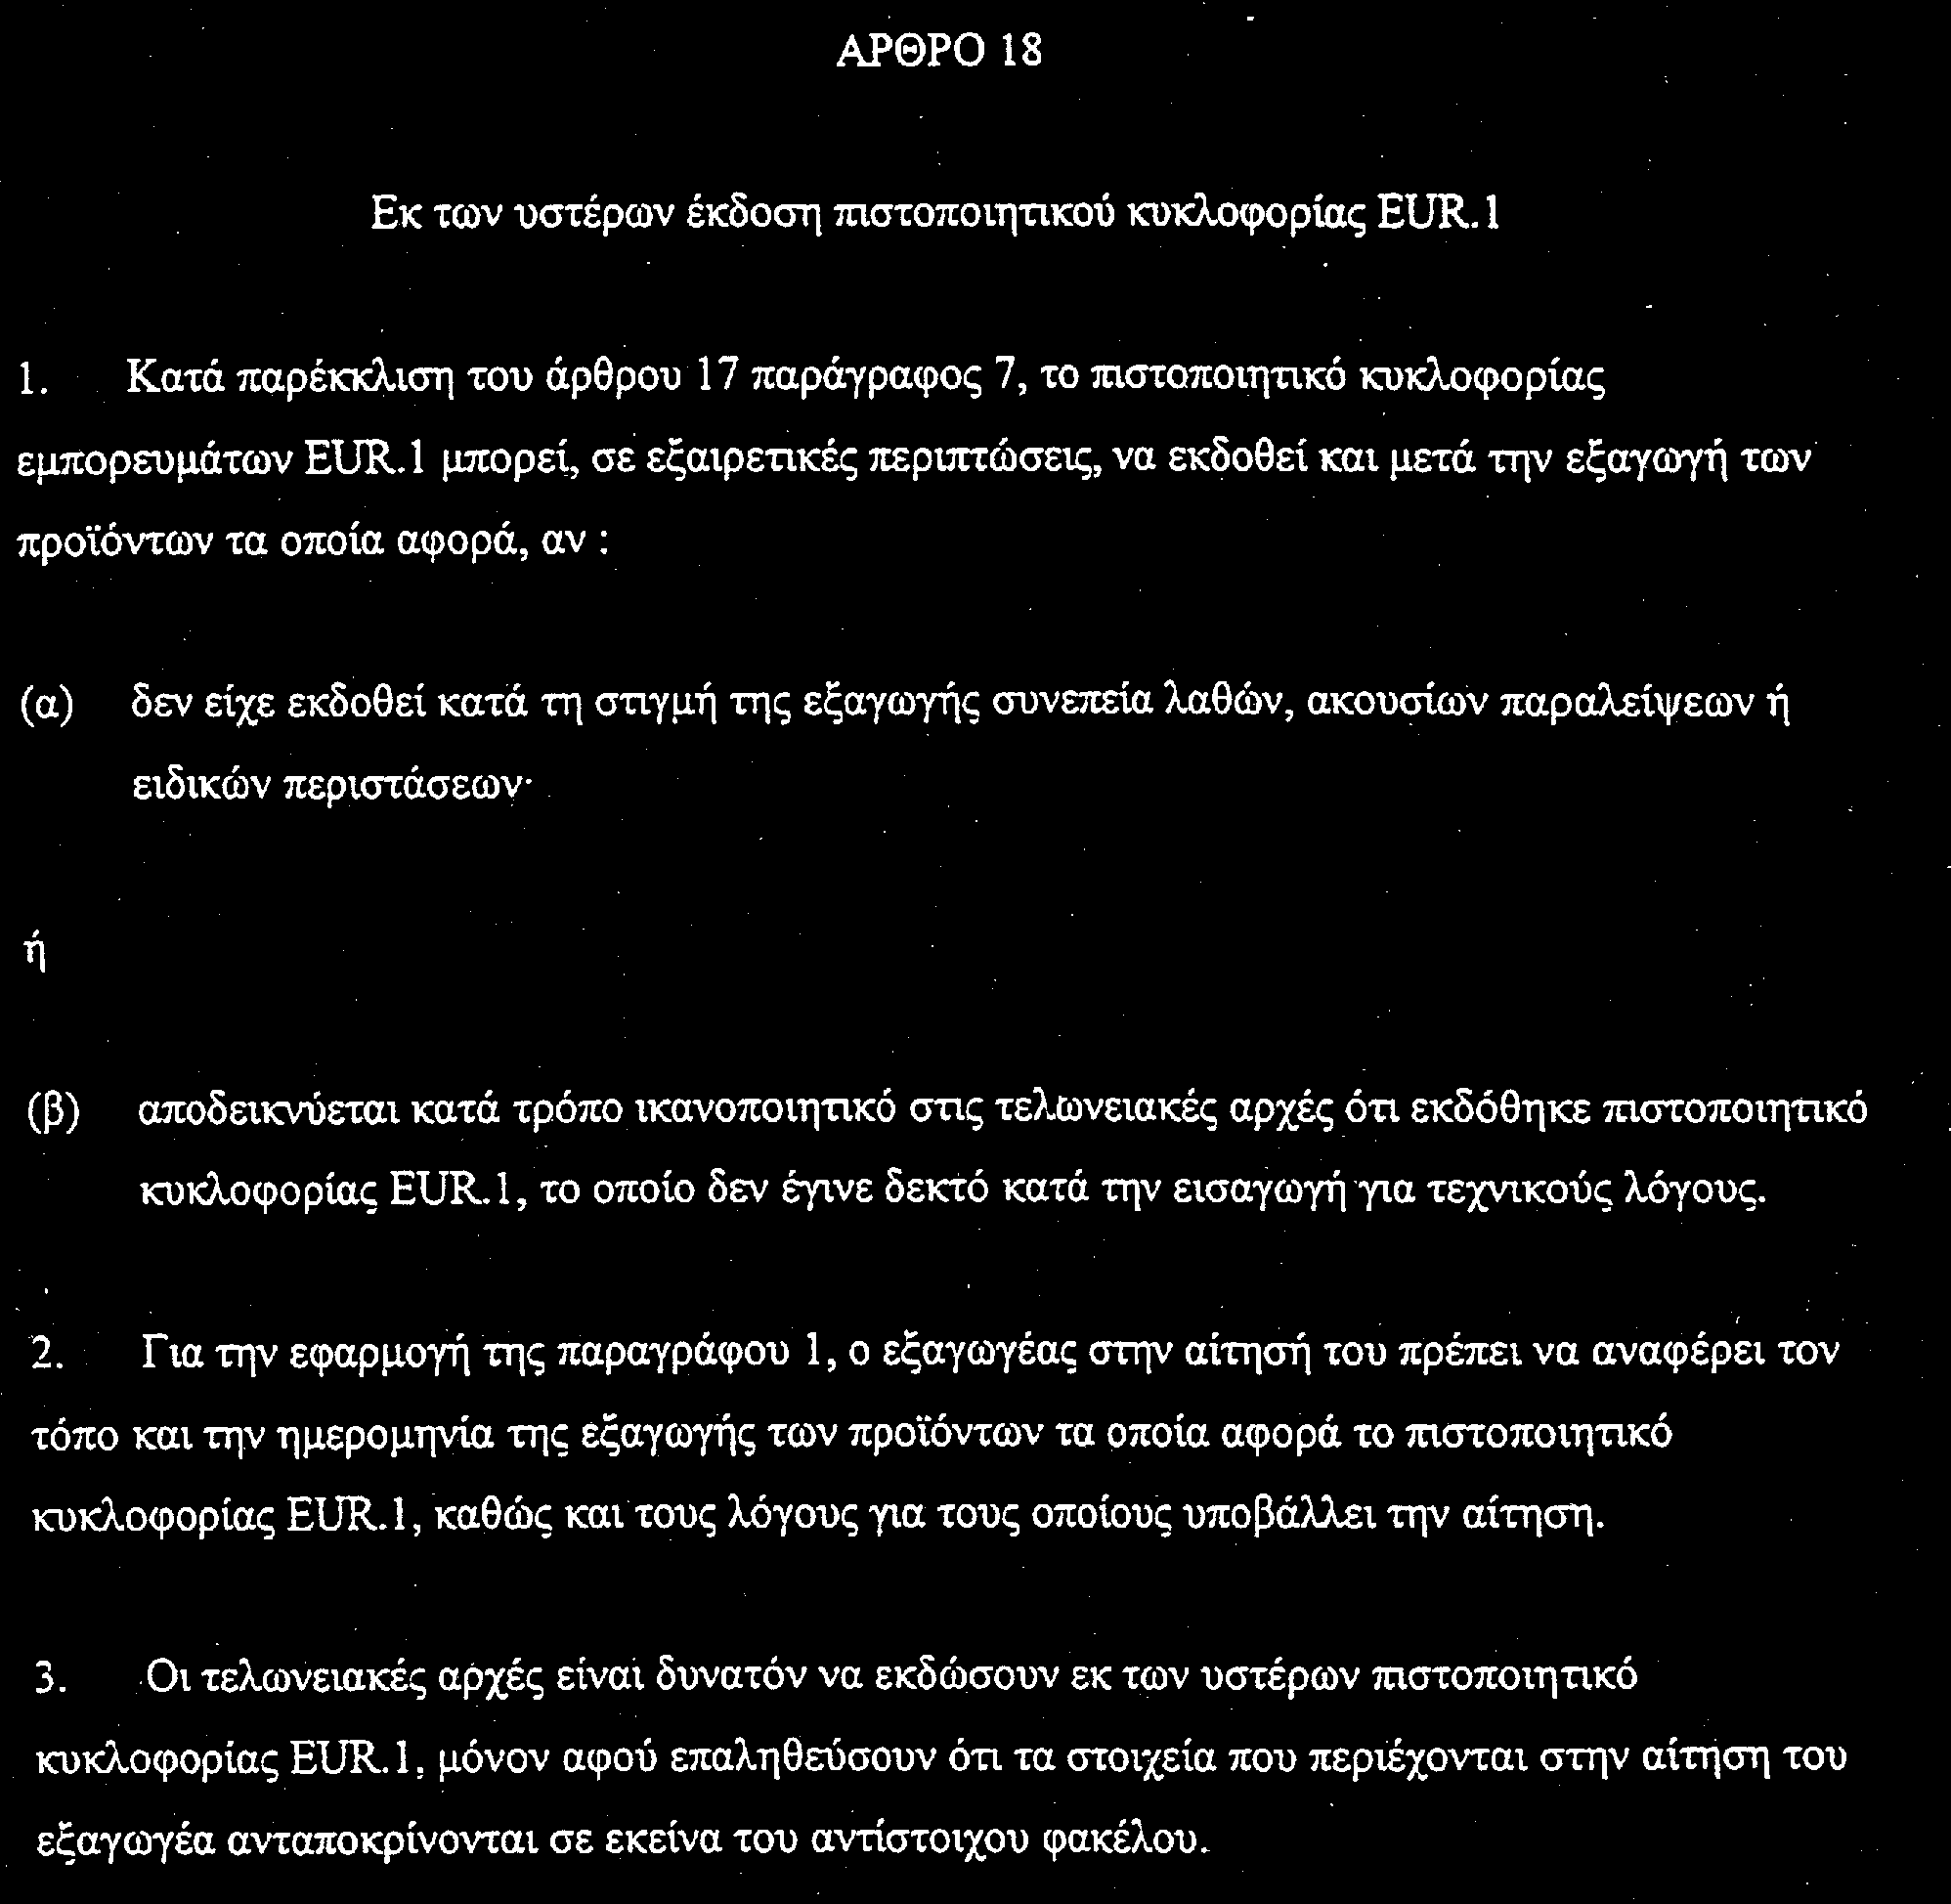 ΑΡΘΡΟ 18
Εκ των υστέρων έκδοση πιστοποιητικού κυκλοφορίας EUR.1
1. Κατά παρέκκλιση του άρθρου 17 παράγραφος 7, το πιστοποιητικό κυκλοφορίας
εμπορευμάτων EUR.1 μπορεί, σε εξαιρετικές περιπτώσεις, να εκδοθεί και μετά την εξαγωγή των
προϊόντων τα οποία αφορά, αν :
(α) δεν είχε εκδοθεί κατά τη στιγμή της εξαγωγής συνεπεία λαθών, ακουσίων παραλείψεων ή
ειδικών περιστάσεων·
ή
(β) αποδεικνύεται κατά τρόπο ικανοποιητικό στις τελωνειακές αρχές ότι εκδόθηκε πιστοποιητικό
κυκλοφορίας EUR.1, το οποίο δεν έγινε δεκτό κατά την εισαγωγή για τεχνικούς λόγους.
2. Για την εφαρμογή της παραγράφου 1, ο εξαγωγέας στην αίτησή του πρέπει να αναφέρει τον
τόπο και την ημερομηνία της εξαγωγής των προϊόντων τα οποία αφορά το πιστοποιητικό
κυκλοφορίας EUR.1, καθώς και τους λόγους για τους οποίους υποβάλλει την αίτηση.
3. Οι τελωνειακές αρχές είναι δυνατόν να εκδώσουν εκ των υστέρων πιστοποιητικό
κυκλοφορίας EUR.1, μόνον αφού επαληθεύσουν ότι τα στοιχεία που περιέχονται στην αίτηση του
εξαγωγέα ανταποκρίνονται σε εκείνα του αντίστοιχου φακέλου.